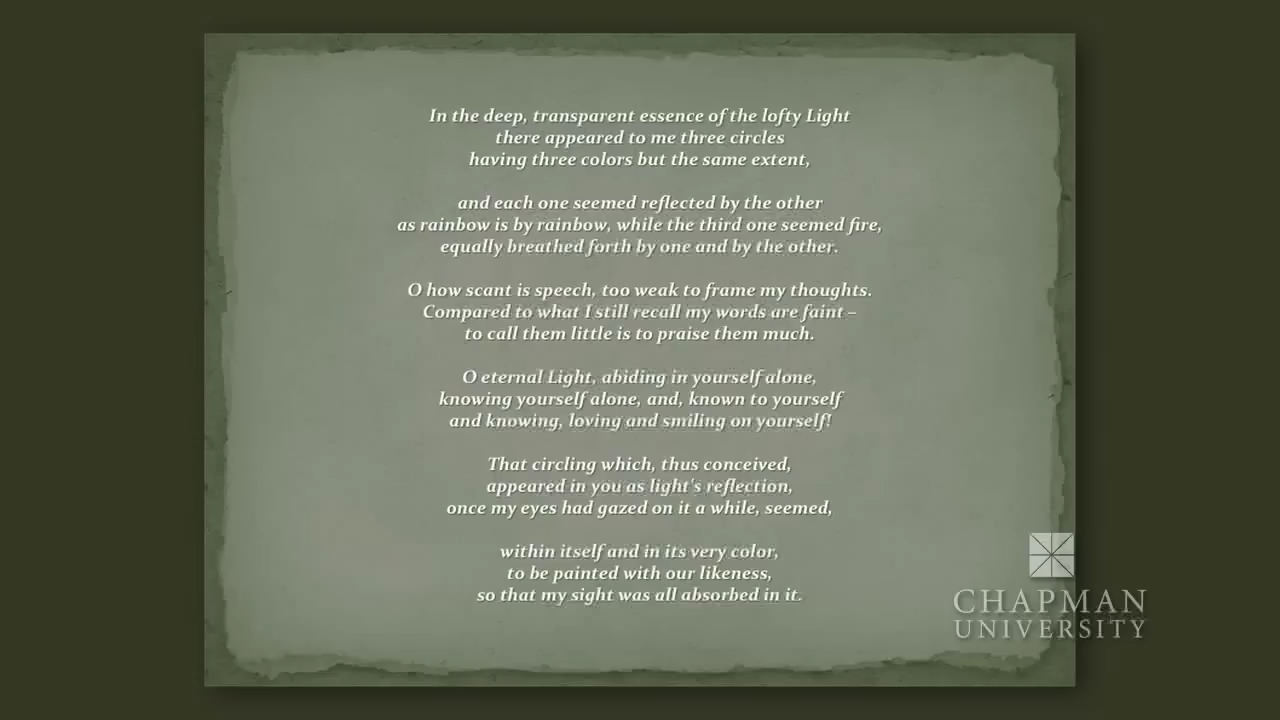 In the deep, transparent essence of the lofty Light
there appeared to me three circles
having three colors but the same extent,
and each one seemed reflected by the other
as rainbow is by rainbow, while the third one seemed fire,
equally breathed forth by one and by the other.
O how scant is speech, too weak to frame my thoughts.
Compared to what I still recall my words are faint –
to call them little is to praise them much.
O eternal Light, abiding in yourself alone,
knowing yourself alone, and, known to yourself
and knowing, loving and smiling on yourself!
That circling which, thus conceived,
appeared in you as light's reflection,
once my eyes had gazed on it a while, seemed,
within itself and in its very color,
to be painted with our likeness,
so that my sight was all absorbed in it.
CHAPMAN
UNIVERSITY